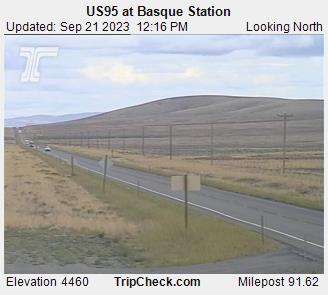 US95 at Basque Station
Updated: Sep 21 2023 12:16 PM Looking North
Elevation 4460 TripCheck.com Milepost 91.62